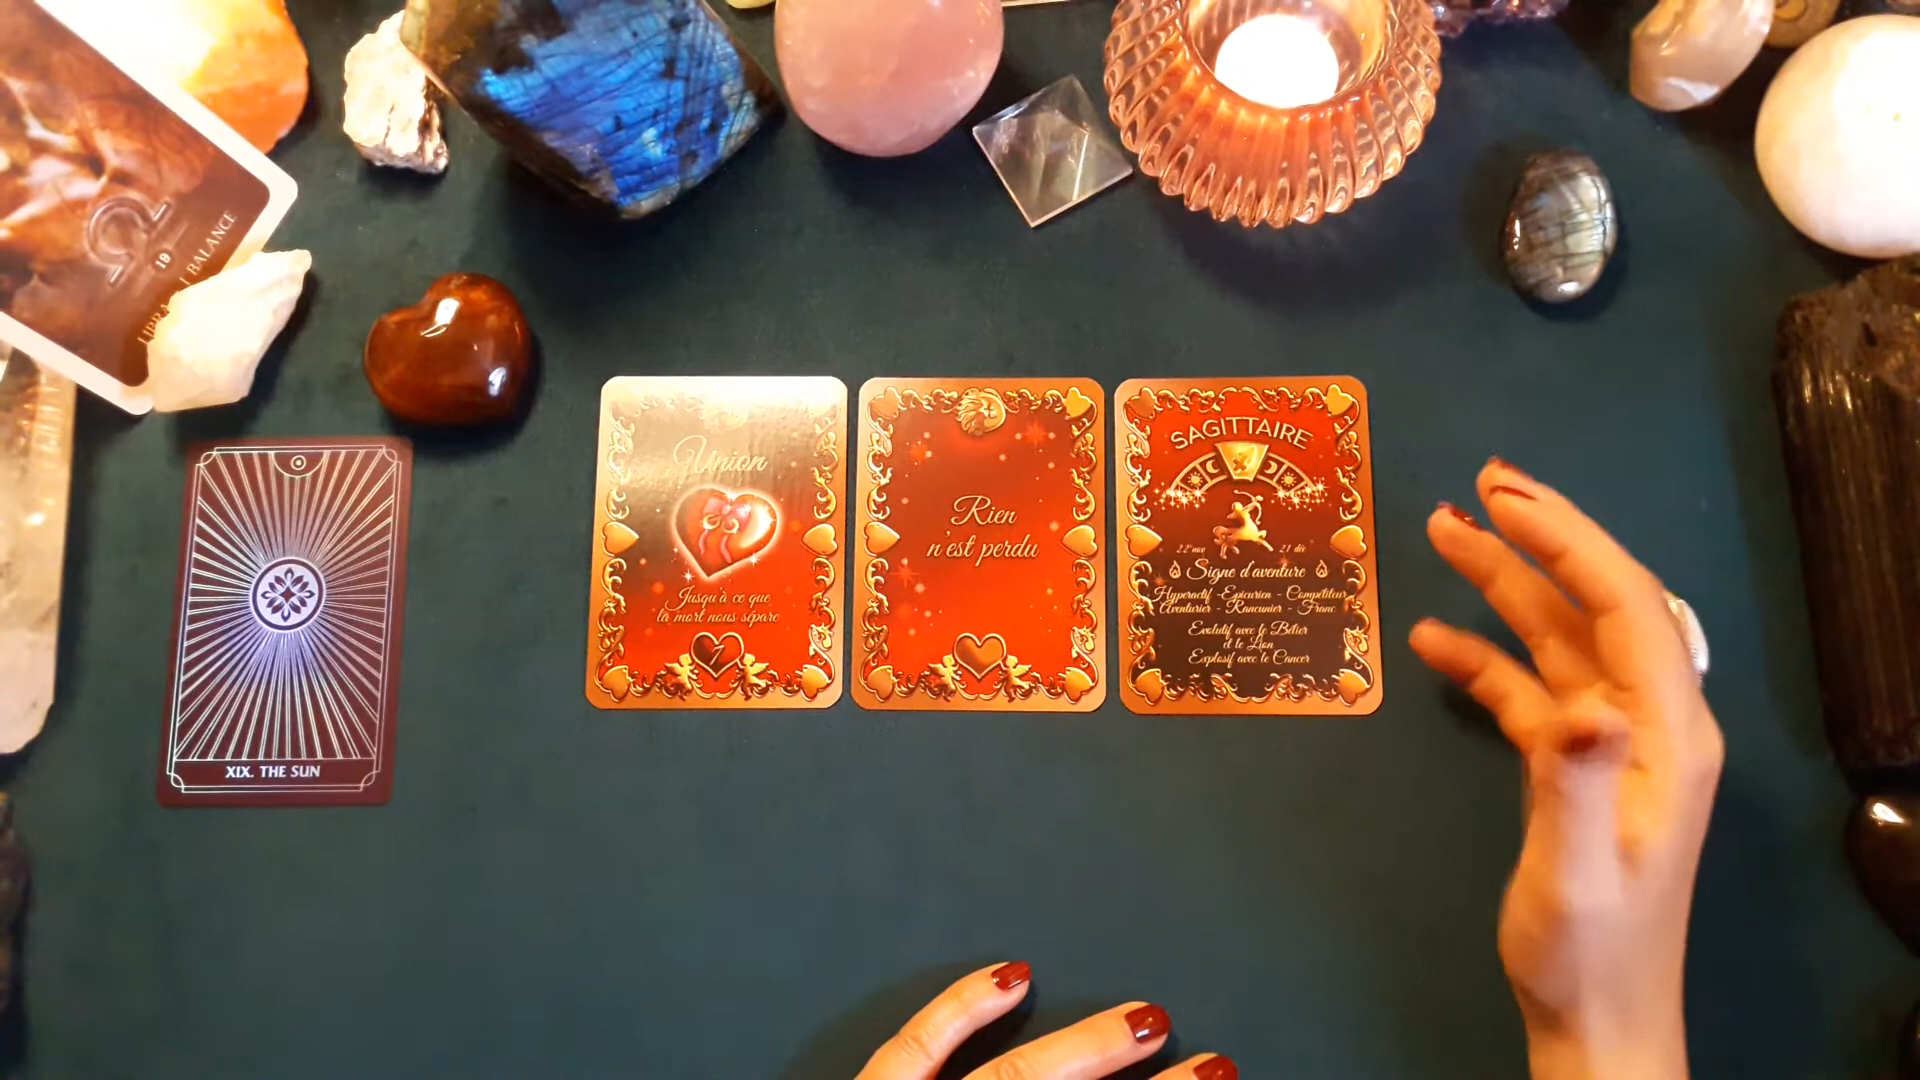 19
LIBRA | BALANCE
XIX. THE SUN
Union
Jusqu'à ce que
la mort nous sépare
1
Rien
n'est perdu
SAGITTAIRE
22 nov 21 déc
Signe d'aventure
Hyperactif - Epicurien - Compétiteur
Aventurier - Rancunier - Franc
Evolutif avec le Bélier
et le Lion
Explosif avec le Cancer